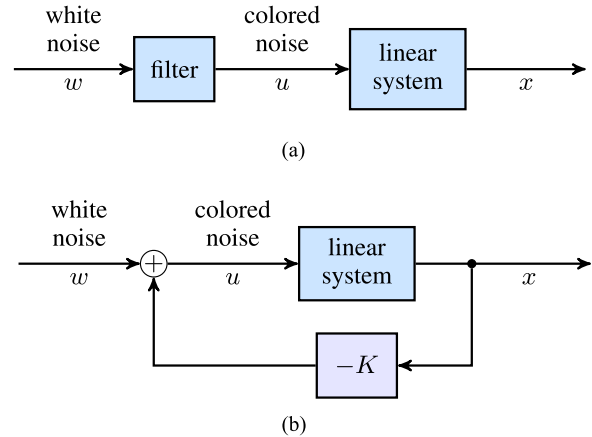 white
noise
w
filter
colored
noise
u
linear
system
x
(a)
white
noise
w
+
colored
noise
u
linear
system
x
−K
(b)